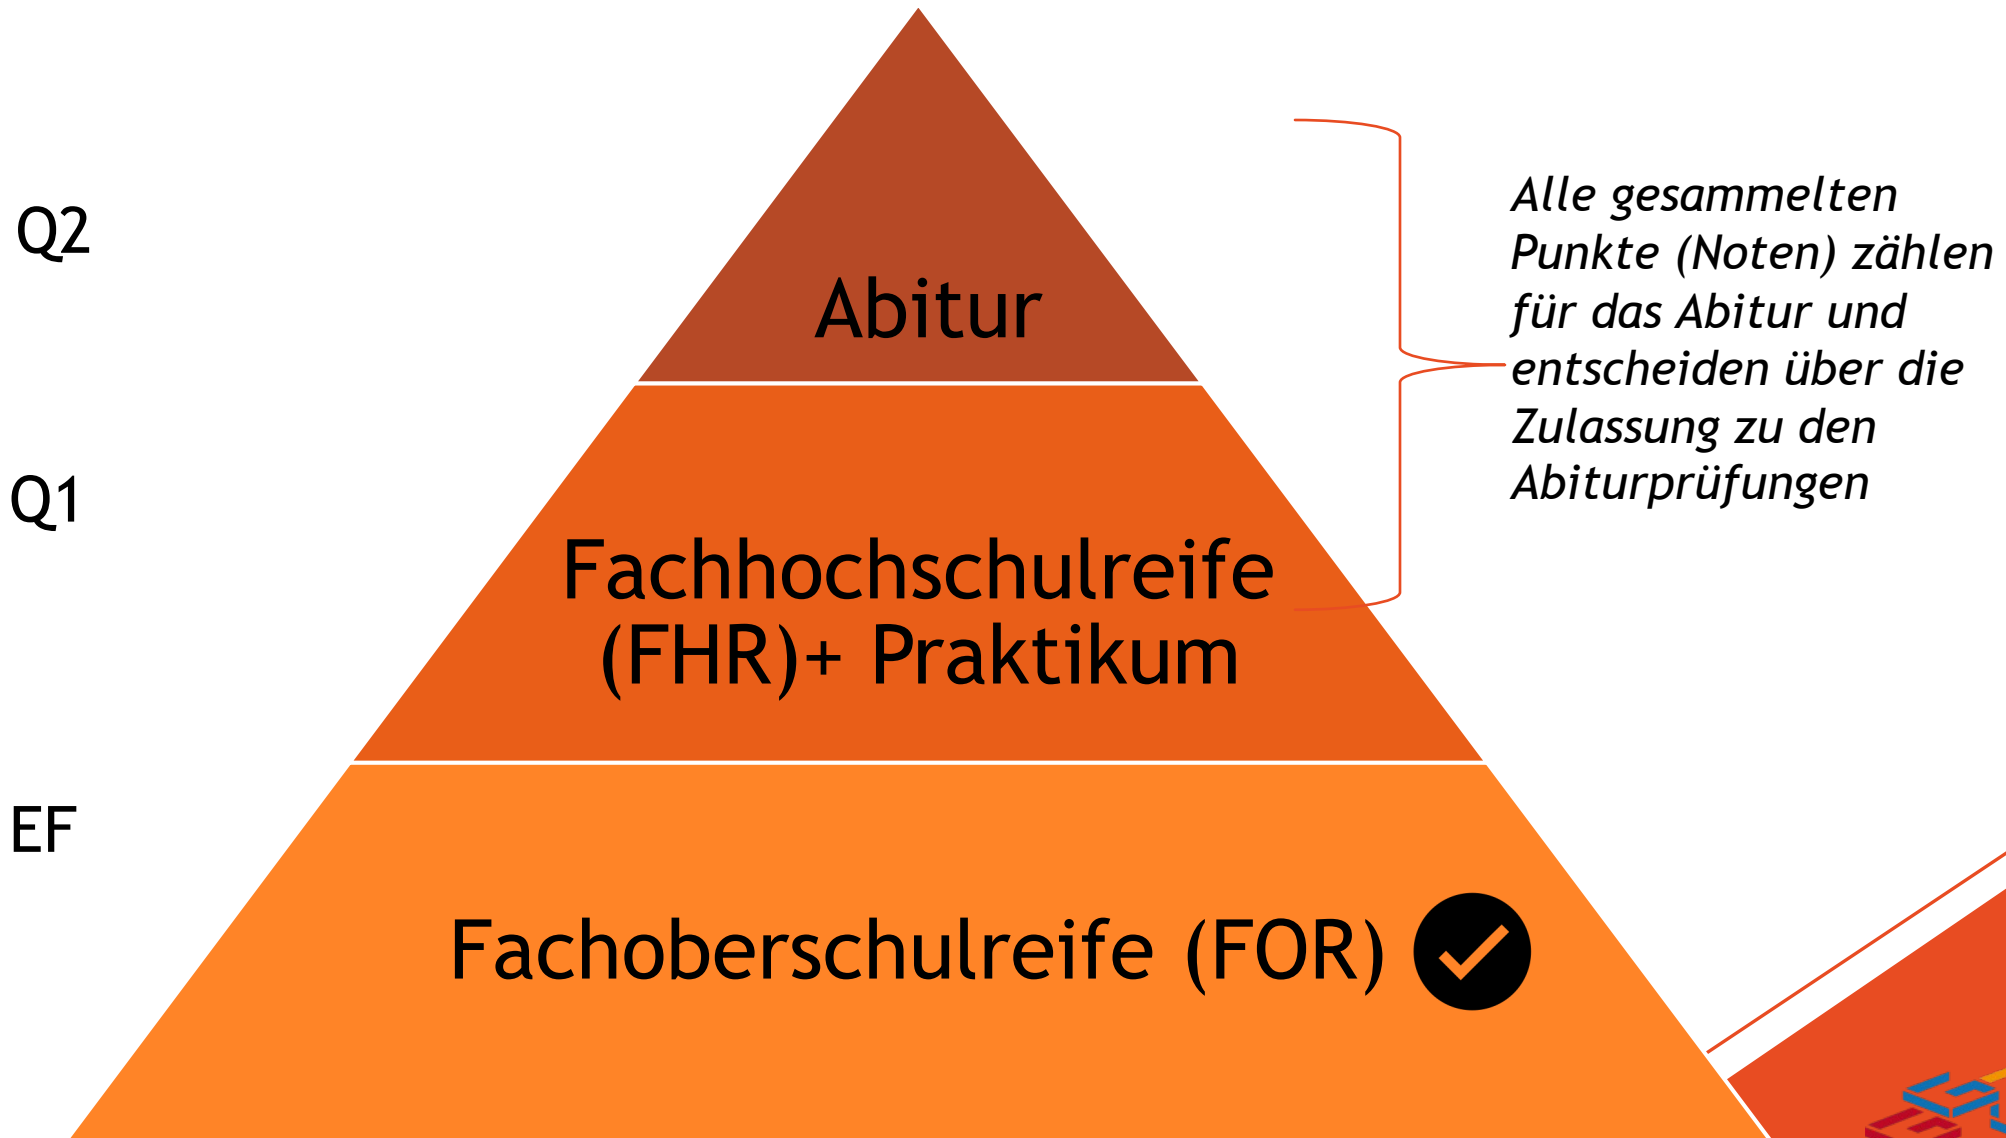 Q2
Abitur
Alle gesammelten
Punkte (Noten) zählen
für das Abitur und
entscheiden über die
Zulassung zu den
Abiturprüfungen
Q1
Fachhochschulreife
(FHR)+ Praktikum
EF
Fachoberschulreife (FOR)